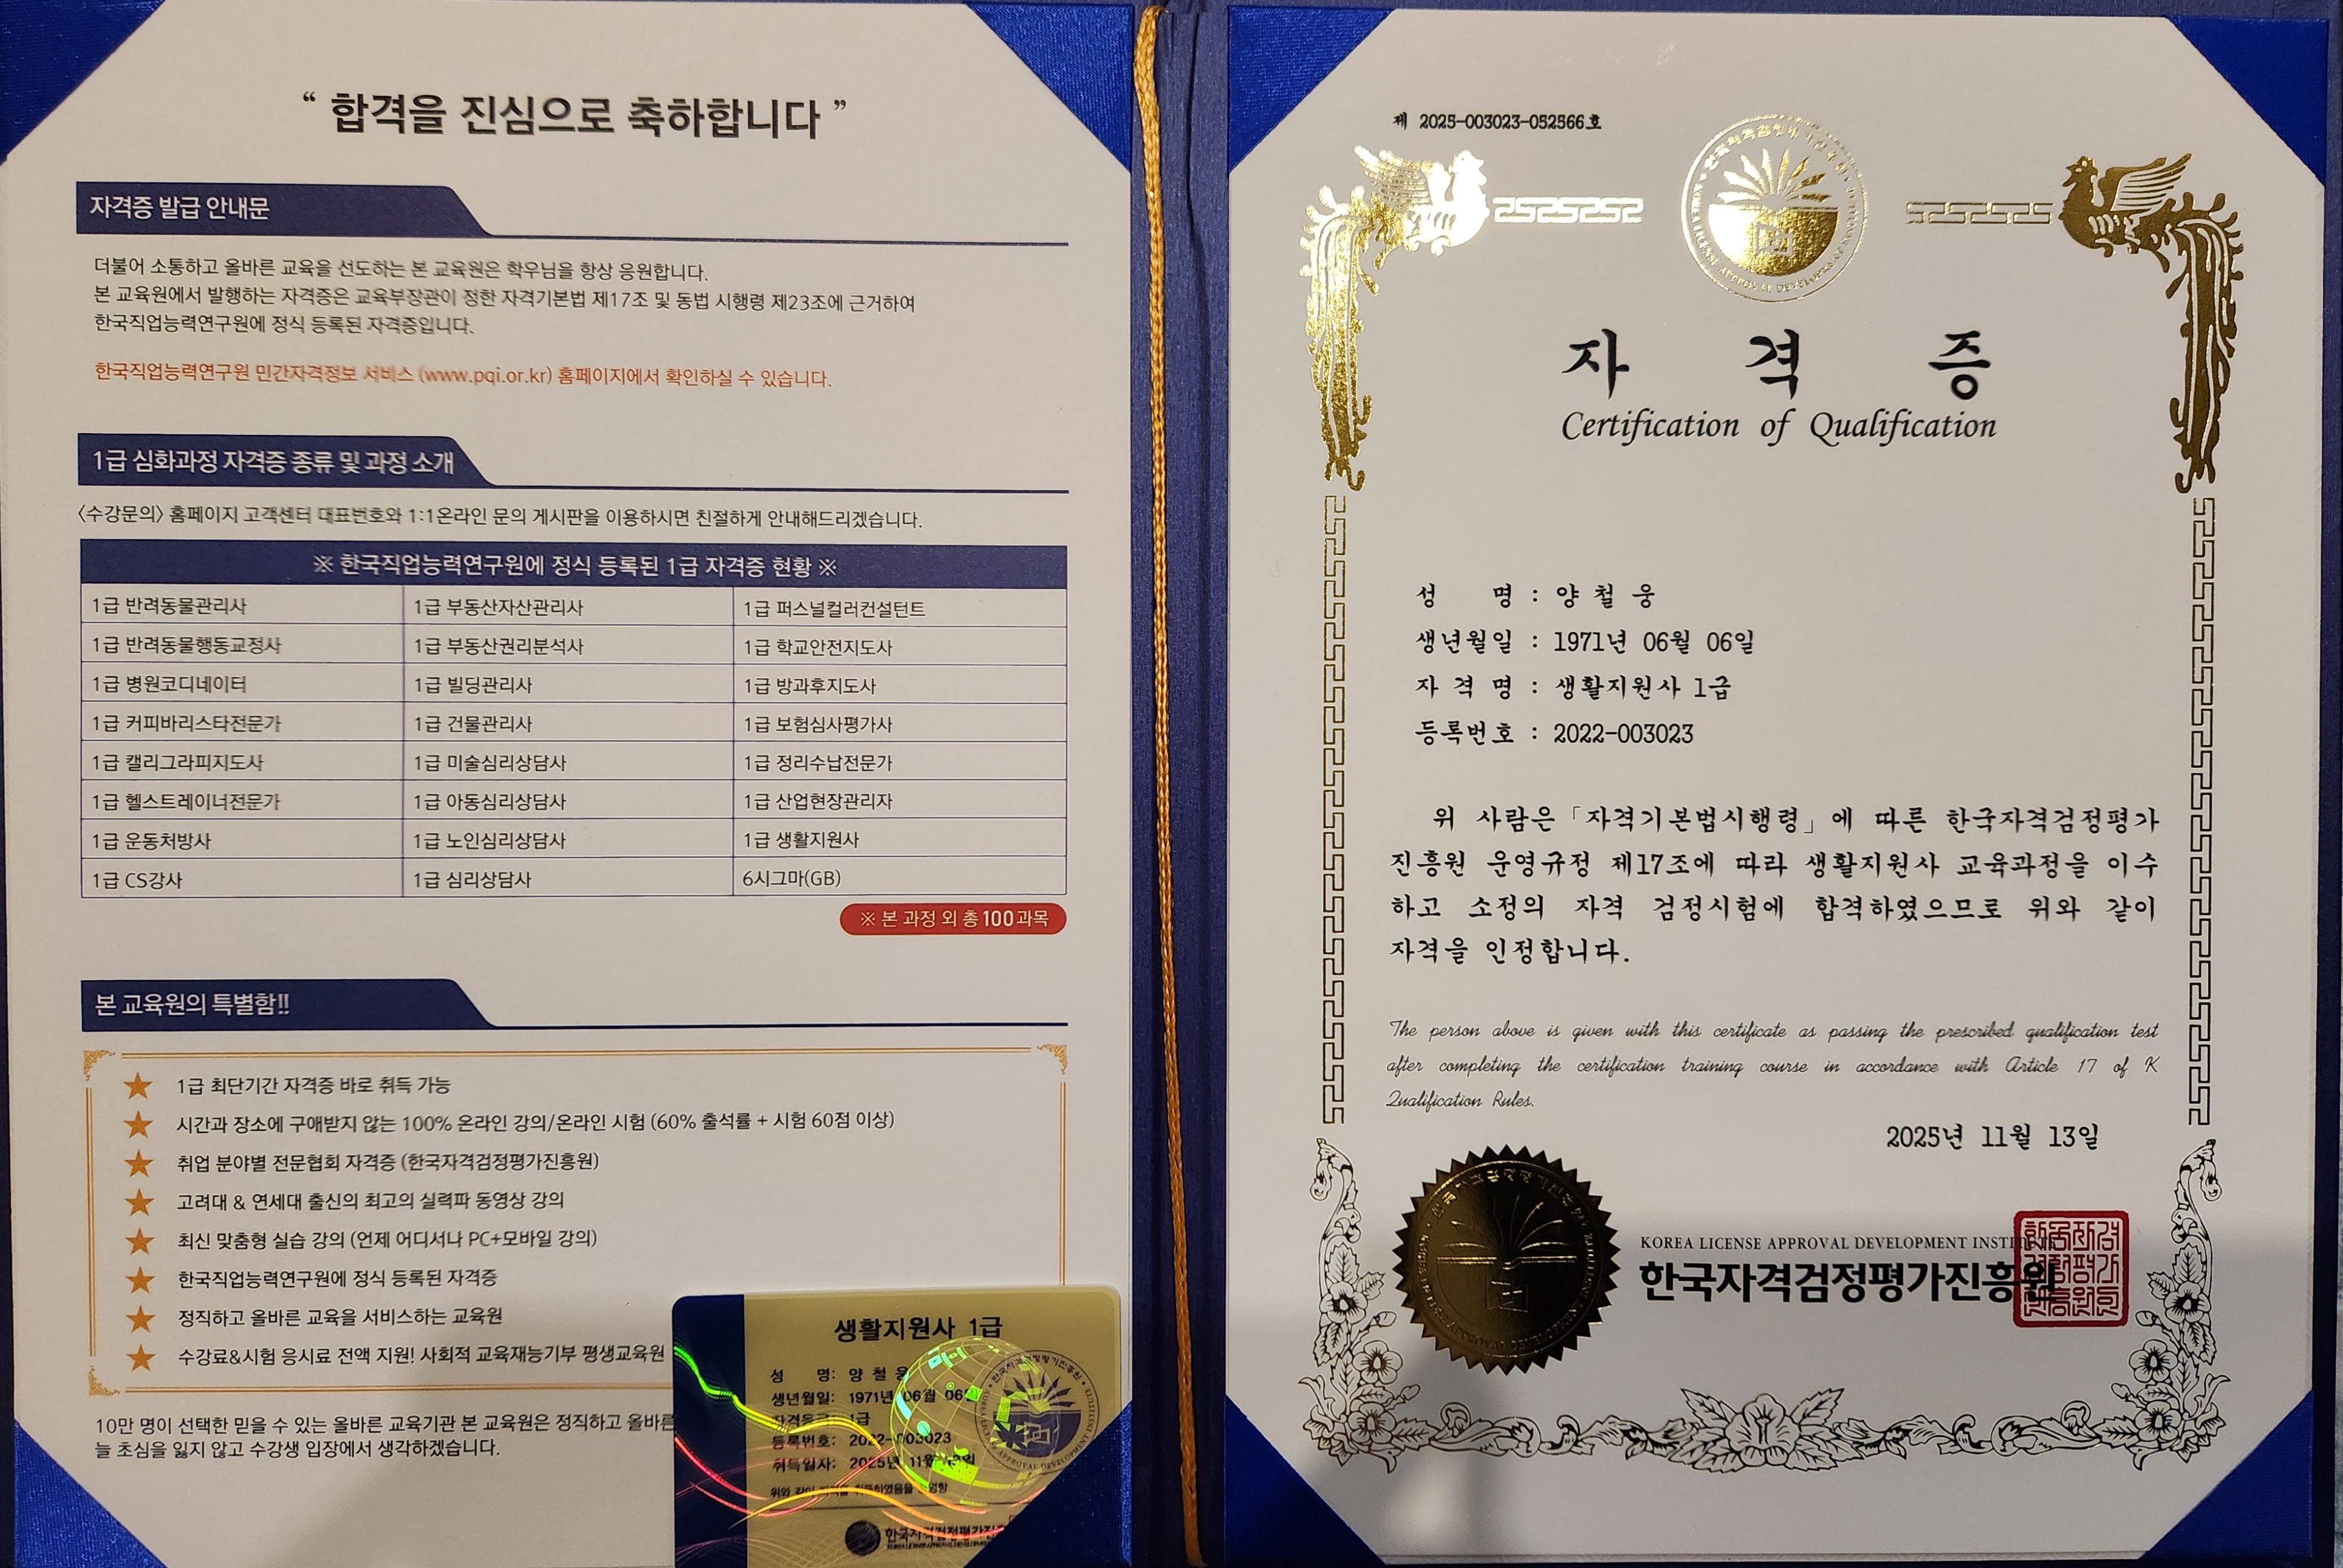 “ 합격을 진심으로 축하합니다 ”
자격증 발급 안내문
더불어 소통하고 올바른 교육을 선도하는 본 교육원은 학우님을 항상 응원합니다.
본 교육원에서 발행하는 자격증은 교육부장관이 정한 자격기본법 제17조 및 동법 시행령 제23조에 근거하여
한국직업능력연구원에 정식 등록된 자격증입니다.
한국직업능력연구원 민간자격정보 서비스 (www.pqi.or.kr) 홈페이지에서 확인하실 수 있습니다.
1급 심화과정 자격증 종류 및 과정 소개
<수강문의> 홈페이지 고객센터 대표번호와 1:1온라인 문의 게시판을 이용하시면 친절하게 안내해드리겠습니다.
※ 한국직업능력연구원에 정식 등록된 1급 자격증 현황 ※
1급 반려동물관리사 1급 부동산자산관리사 1급 퍼스널컬러컨설턴트
1급 반려동물행동교정사 1급 부동산권리분석사 1급 학교안전지도사
1급 병원코디네이터 1급 빌딩관리사 1급 방과후지도사
1급 커피바리스타전문가 1급 건물관리사 1급 보험심사평가사
1급 캘리그라피지도사 1급 미술심리상담사 1급 정리수납전문가
1급 헬스트레이너전문가 1급 아동심리상담사 1급 산업현장관리자
1급 운동처방사 1급 노인심리상담사 1급 생활지원사
1급 CS강사 1급 심리상담사 6시그마(GB)
※ 본 과정 외 총 100과목
본 교육원의 특별함!!
1급 최단기간 자격증 바로 취득 가능
시간과 장소에 구애받지 않는 100% 온라인 강의/온라인 시험 (60% 출석률 + 시험 60점 이상)
취업 분야별 전문협회 자격증 (한국자격검정평가진흥원)
고려대 & 연세대 출신의 최고의 실력파 동영상 강의
최신 맞춤형 실습 강의 (언제 어디서나 PC+모바일 강의)
한국직업능력연구원에 정식 등록된 자격증
정직하고 올바른 교육을 서비스하는 교육원
수강료&시험 응시료 전액 지원! 사회적 교육재능기부 평생교육원
10만 명이 선택한 믿을 수 있는 올바른 교육기관 본 교육원은 정직하고 올바른
늘 초심을 잃지 않고 수강생 입장에서 생각하겠습니다.
생활지원사 1급
성 명: 양 철 웅
생년월일: 1971년 06월 06일
1급
등록번호: 2022-003023
취득일자: 2025년 11월
제 2025-003023-052566호
자 격 증
Certification of Qualification
성 명 : 양 철 웅
생년월일 : 1971년 06월 06일
자 격 명 : 생활지원사 1급
등록번호 : 2022-003023
위 사람은 「자격기본법시행령」에 따른 한국자격검정평가
진흥원 운영규정 제17조에 따라 생활지원사 교육과정을 이수
하고 소정의 자격 검정시험에 합격하였으므로 위와 같이
자격을 인정합니다.
The person above is given with this certificate as passing the prescribed qualification test
after completing the certification training course in accordance with Article 17 of K
Qualification Rules.
2025년 11월 13일
KOREA LICENSE APPROVAL DEVELOPMENT
한국자격검정평가진흥원